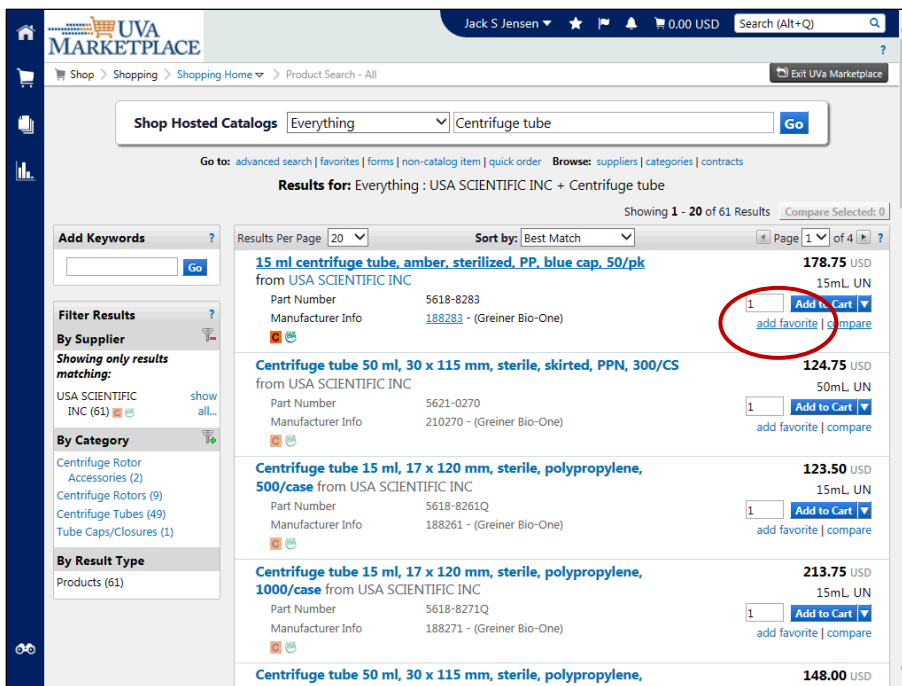 Jack S Jensen 0.00 USD Search (Alt+Q)
UVA
MARKETPLACE
?
Shop > Shopping > Shopping Home > Product Search - All Exit UVa Marketplace
Shop Hosted Catalogs Everything Centrifuge tube Go
Go to: advanced search | favorites | forms | non-catalog item | quick order Browse: suppliers | categories | contracts
Results for: Everything : USA SCIENTIFIC INC + Centrifuge tube
Showing 1 - 20 of 61 Results Compare Selected: 0
Add Keywords ?
Go
Filter Results ?
By Supplier
Showing only results
matching:
USA SCIENTIFIC show
INC (61) C all...
By Category
Centrifuge Rotor
Accessories (2)
Centrifuge Rotors (9)
Centrifuge Tubes (49)
Tube Caps/Closures (1)
By Result Type
Products (61)
Results Per Page 20 Sort by: Best Match Page 1 of 4 ?
15 ml centrifuge tube, amber, sterilized, PP, blue cap, 50/pk 178.75 USD
from USA SCIENTIFIC INC 15mL, UN
Part Number 5618-8283 1 Add to Cart
Manufacturer Info 188283 - (Greiner Bio-One) add favorite | compare
C
Centrifuge tube 50 ml, 30 x 115 mm, sterile, skirted, PPN, 300/CS 124.75 USD
from USA SCIENTIFIC INC 50mL, UN
Part Number 5621-0270 1 Add to Cart
Manufacturer Info 210270 - (Greiner Bio-One) add favorite | compare
C
Centrifuge tube 15 ml, 17 x 120 mm, sterile, polypropylene, 123.50 USD
500/case from USA SCIENTIFIC INC 15mL, UN
Part Number 5618-8261Q 1 Add to Cart
Manufacturer Info 188261 - (Greiner Bio-One) add favorite | compare
C
Centrifuge tube 15 ml, 17 x 120 mm, sterile, polypropylene, 213.75 USD
1000/case from USA SCIENTIFIC INC 15mL, UN
Part Number 5618-8271Q 1 Add to Cart
Manufacturer Info 188271 - (Greiner Bio-One) add favorite | compare
C
Centrifuge tube 50 ml, 30 x 115 mm, sterile, polypropylene, 148.00 USD